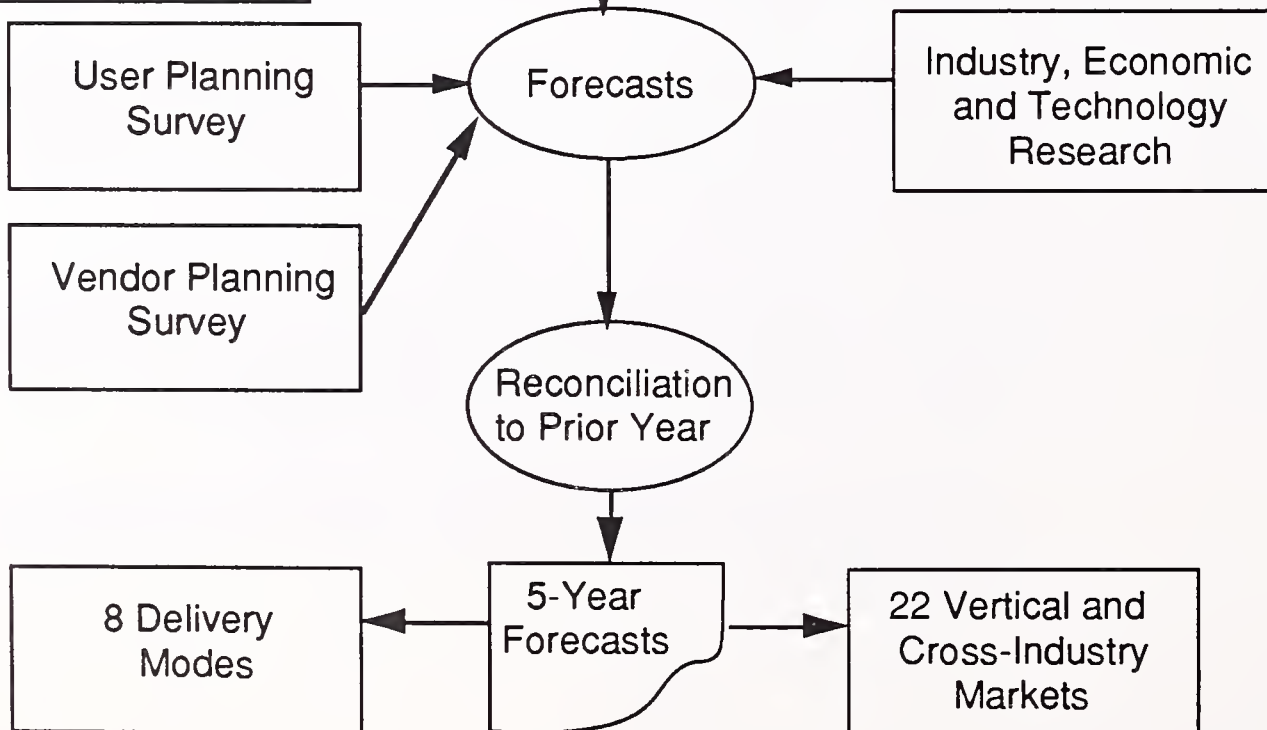 User Planning
Survey
Forecasts
Industry, Economic
and Technology
Research
Vendor Planning
Survey
Reconciliation
to Prior Year
8 Delivery
Modes
5-Year
Forecasts
22 Vertical and
Cross-Industry
Markets